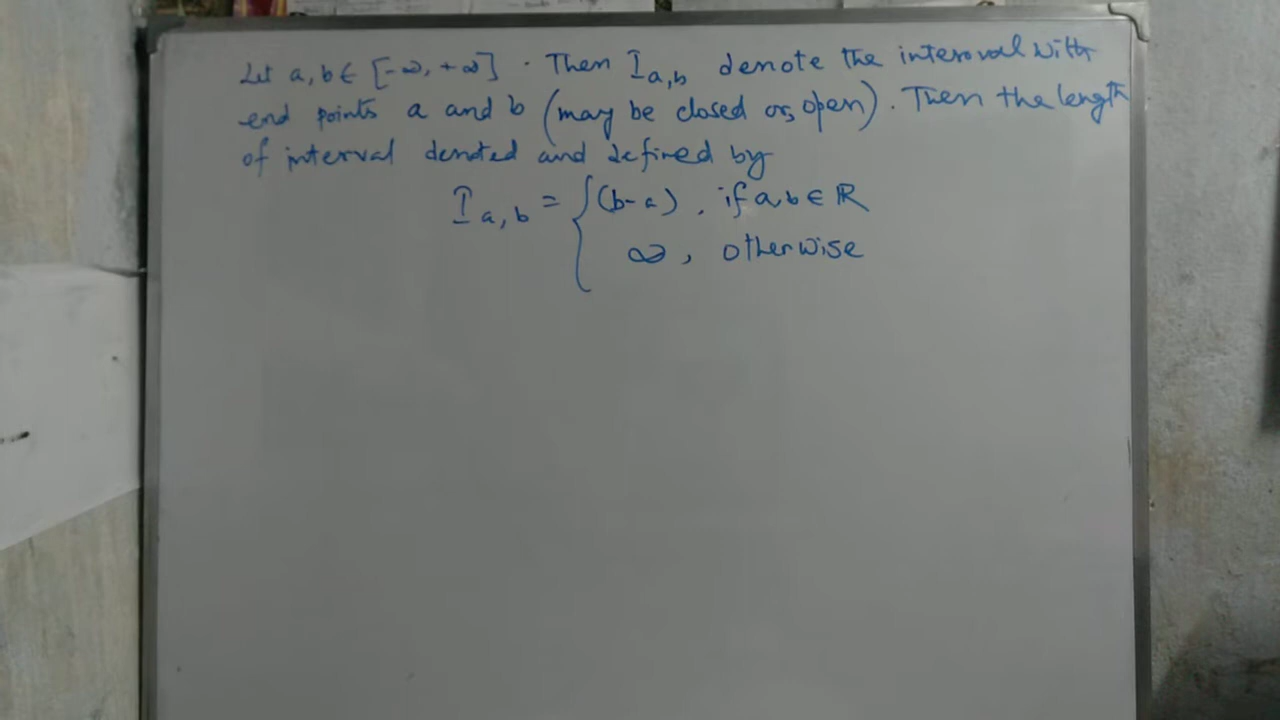 Let a, b ∈ [-∞, +∞]. Then I_{a,b} denote the interval with
end points a and b (may be closed or open). Then the length
of interval denoted and defined by
I_{a,b} = { (b-a), if a, b ∈ ℝ
∞, otherwise